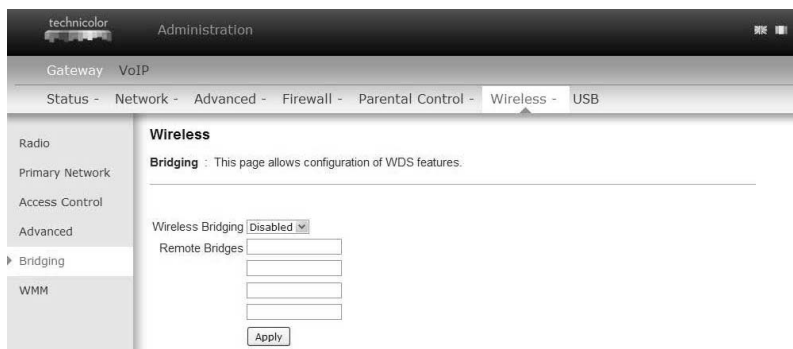 technicolor
Administration
Gateway VoIP
Status - Network - Advanced - Firewall - Parental Control - Wireless - USB
Radio
Primary Network
Access Control
Advanced
Bridging
WMM
Wireless
Bridging : This page allows configuration of WDS features.
Wireless Bridging Disabled
Remote Bridges
Apply